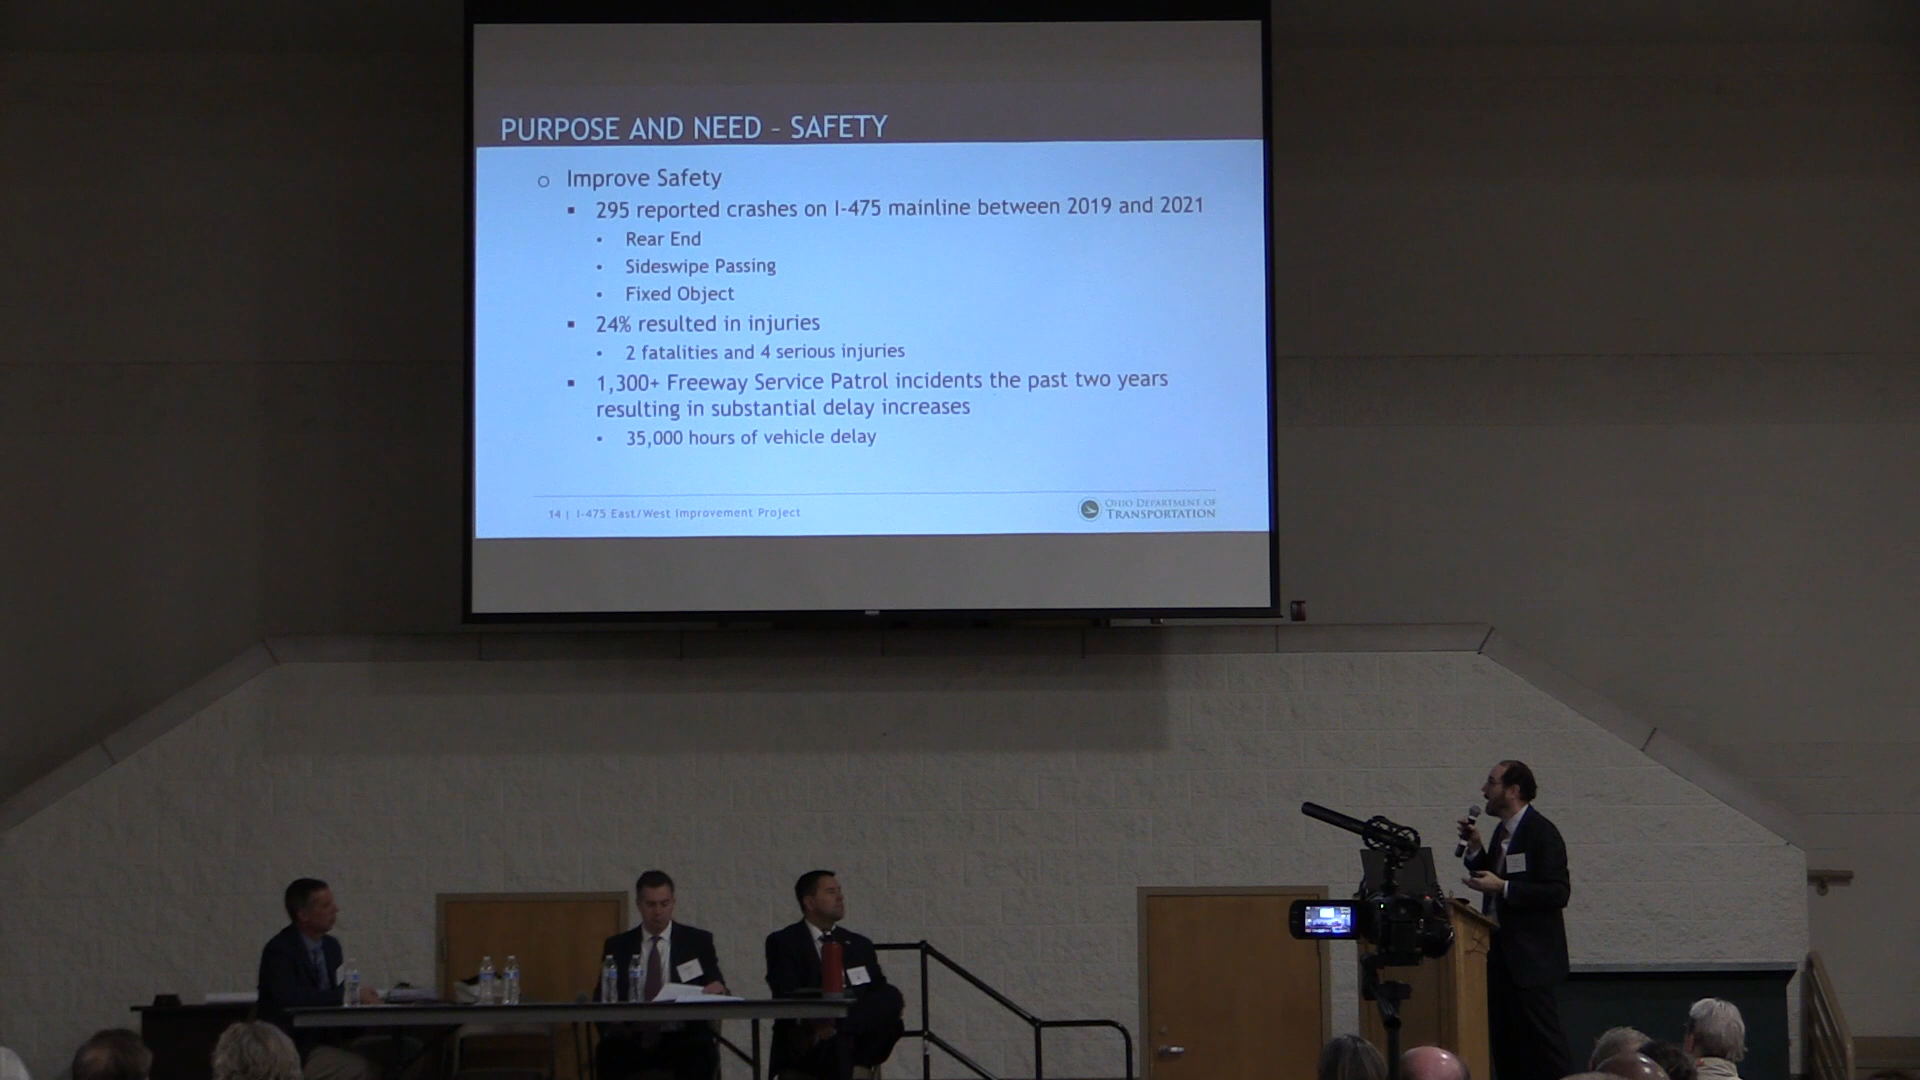 PURPOSE AND NEED – SAFETY
o Improve Safety
▪ 295 reported crashes on I-475 mainline between 2019 and 2021
• Rear End
• Sideswipe Passing
• Fixed Object
▪ 24% resulted in injuries
• 2 fatalities and 4 serious injuries
▪ 1,300+ Freeway Service Patrol incidents the past two years
resulting in substantial delay increases
• 35,000 hours of vehicle delay
14 | I-475 East/West Improvement Project
OHIO DEPARTMENT OF
TRANSPORTATION